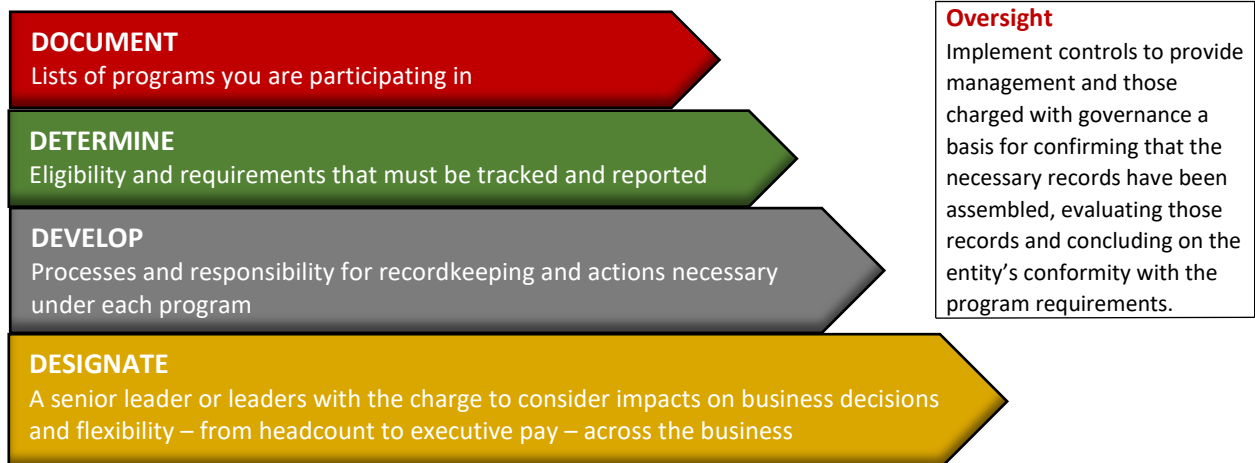 DOCUMENT
Lists of programs you are participating in
DETERMINE
Eligibility and requirements that must be tracked and reported
DEVELOP
Processes and responsibility for recordkeeping and actions necessary
under each program
DESIGNATE
A senior leader or leaders with the charge to consider impacts on business decisions
and flexibility – from headcount to executive pay – across the business
Oversight
Implement controls to provide
management and those
charged with governance a
basis for confirming that the
necessary records have been
assembled, evaluating those
records and concluding on the
entity’s conformity with the
program requirements.